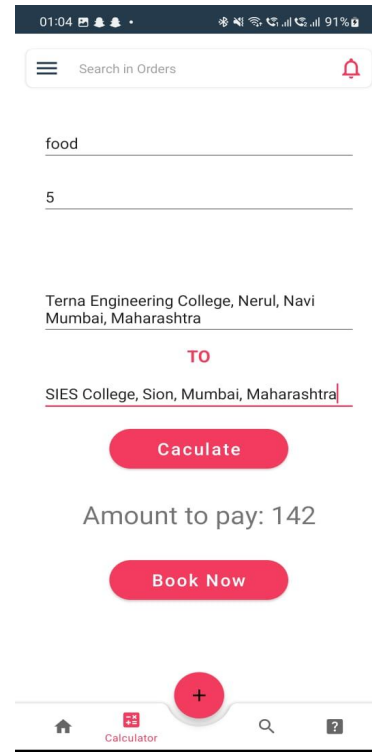 01:04 91%
Search in Orders
food
5
Terna Engineering College, Nerul, Navi
Mumbai, Maharashtra
TO
SIES College, Sion, Mumbai, Maharashtra
Caculate
Amount to pay: 142
Book Now
+
Calculator
?